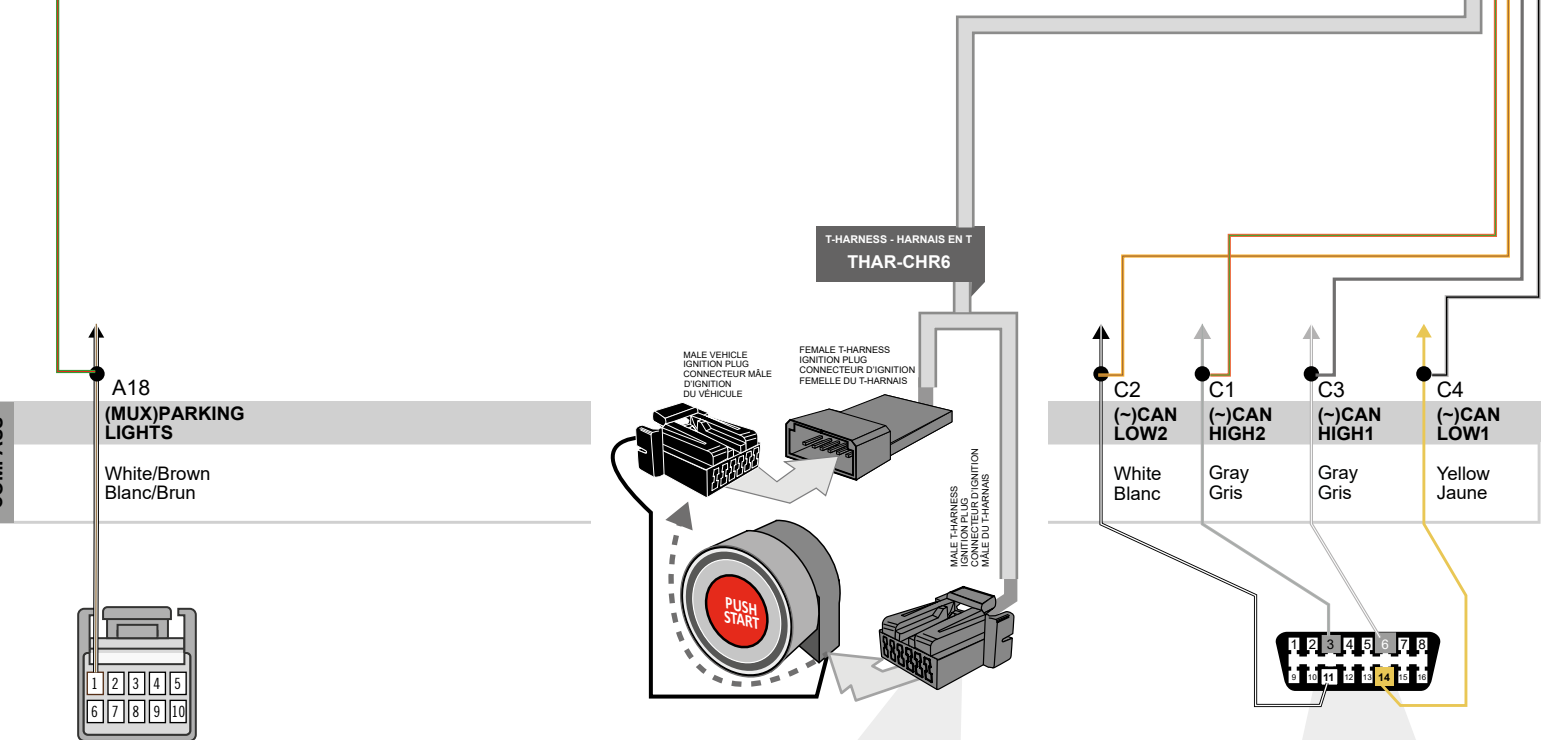 T-HARNESS - HARNAIS EN T
THAR-CHR6
A18
(MUX)PARKING
LIGHTS
White/Brown
Blanc/Brun
1 2 3 4 5
6 7 8 9 10
MALE VEHICLE
IGNITION PLUG
CONNECTEUR MÂLE
D'IGNITION
DU VÉHICULE
FEMALE T-HARNESS
IGNITION PLUG
CONNECTEUR D'IGNITION
FEMELLE DU T-HARNAIS
MALE T-HARNESS
IGNITION PLUG
CONNECTEUR D'IGNITION
MÂLE DU T-HARNAIS
PUSH
START
C2
(~)CAN
LOW2
White
Blanc
C1
(~)CAN
HIGH2
Gray
Gris
C3
(~)CAN
HIGH1
Gray
Gris
C4
(~)CAN
LOW1
Yellow
Jaune
1 2 3 4 5 6 7 8
9 10 11 12 13 14 15 16